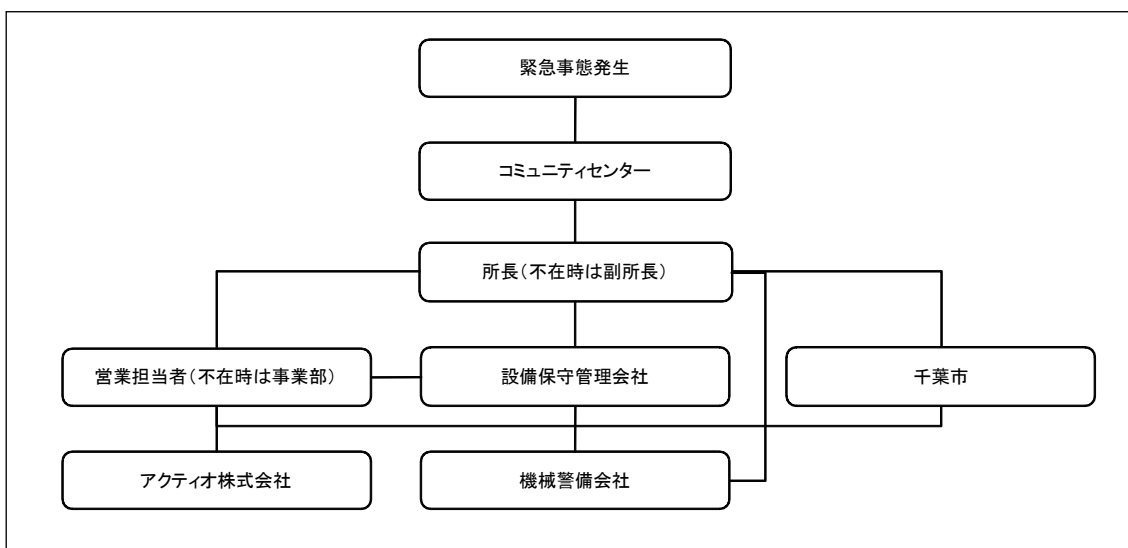 緊急事態発生
コミュニティセンター
所長（不在時は副所長）
営業担当者（不在時は事業部）
設備保守管理会社
千葉市
アクティオ株式会社
機械警備会社